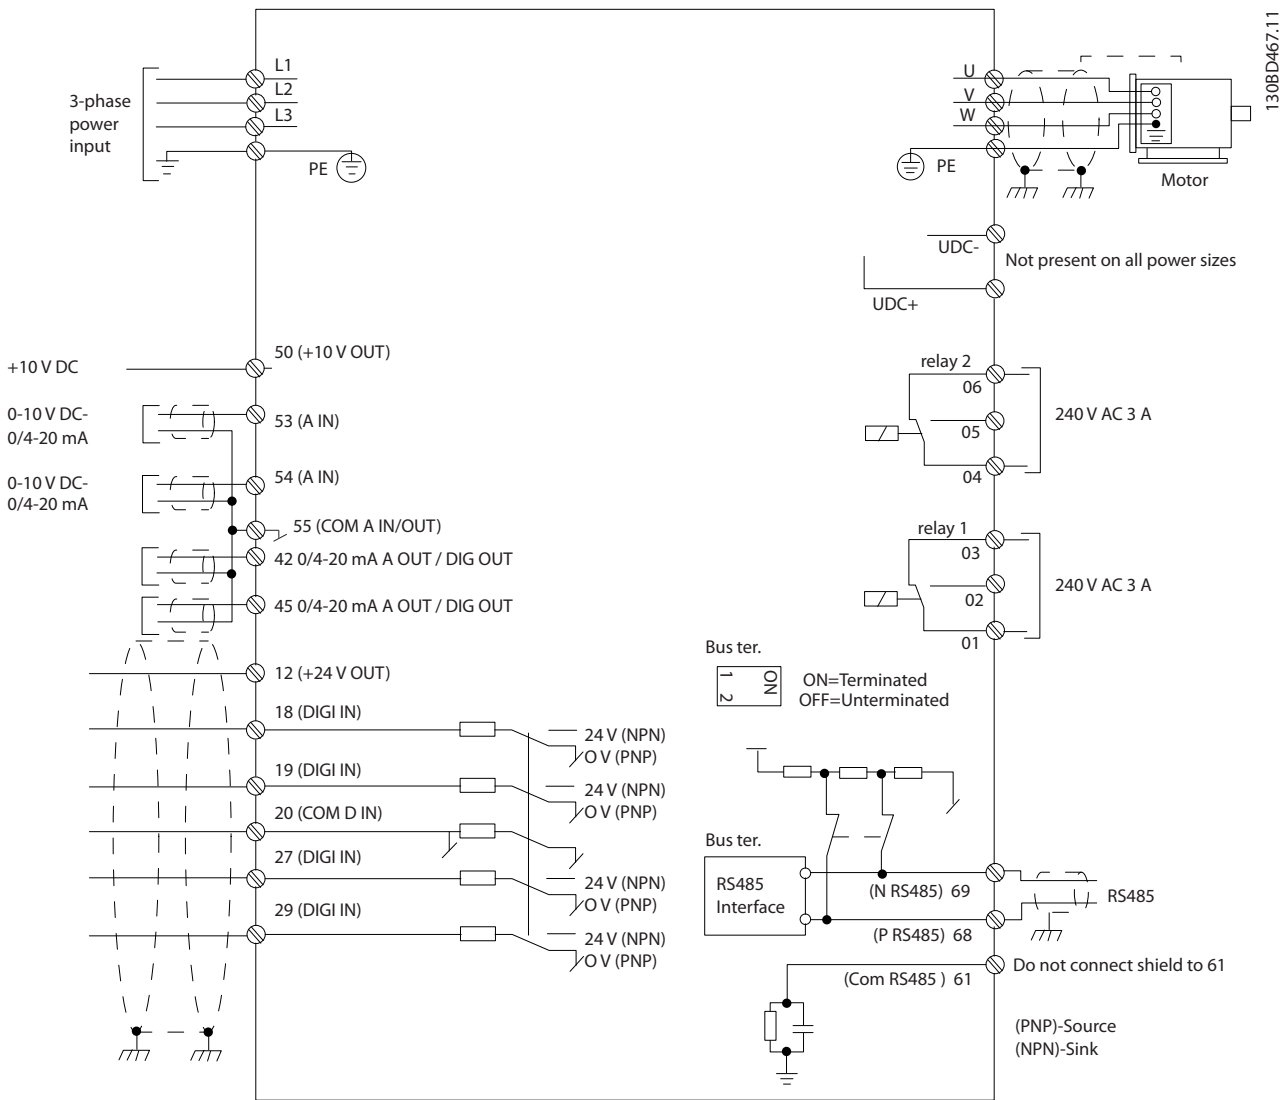 130BD467.11
L1
L2
L3
3-phase
power
input
PE
U
V
W
PE
Motor
UDC-
Not present on all power sizes
UDC+
+10 V DC
50 (+10 V OUT)
0-10 V DC-
0/4-20 mA
53 (A IN)
0-10 V DC-
0/4-20 mA
54 (A IN)
55 (COM A IN/OUT)
42 0/4-20 mA A OUT / DIG OUT
45 0/4-20 mA A OUT / DIG OUT
12 (+24 V OUT)
18 (DIGI IN)
24 V (NPN)
O V (PNP)
19 (DIGI IN)
24 V (NPN)
O V (PNP)
20 (COM D IN)
27 (DIGI IN)
24 V (NPN)
O V (PNP)
29 (DIGI IN)
24 V (NPN)
O V (PNP)
relay 2
06
05
04
240 V AC 3 A
relay 1
03
02
01
240 V AC 3 A
Bus ter.
1
2
ON
ON=Terminated
OFF=Unterminated
Bus ter.
RS485
Interface
(N RS485) 69
RS485
(P RS485) 68
(Com RS485 ) 61
Do not connect shield to 61
(PNP)-Source
(NPN)-Sink